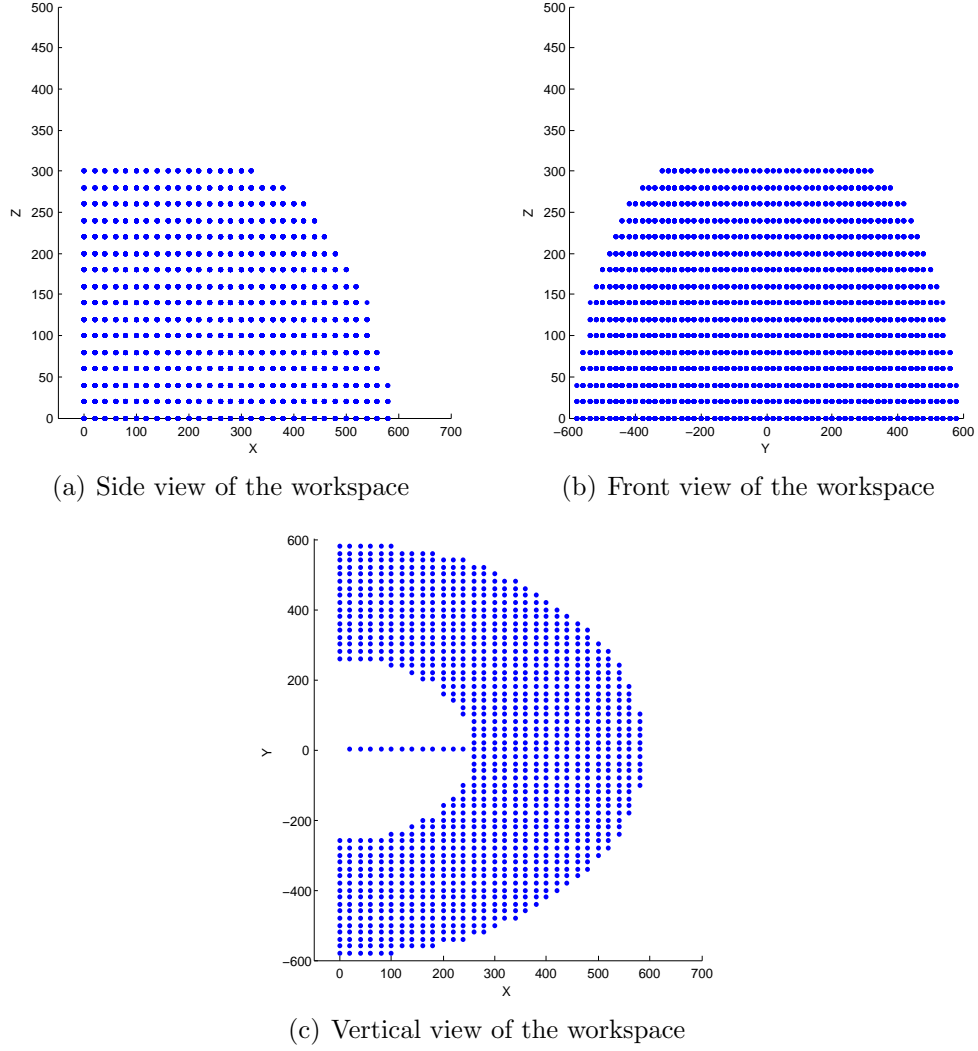 500
450
400
350
300
250
200
150
100
50
0
Z
0 100 200 300 400 500 600 700
X
(a) Side view of the workspace
500
450
400
350
300
250
200
150
100
50
0
Z
−600 −400 −200 0 200 400 600
Y
(b) Front view of the workspace
600
400
200
0
−200
−400
−600
Y
0 100 200 300 400 500 600 700
X
(c) Vertical view of the workspace